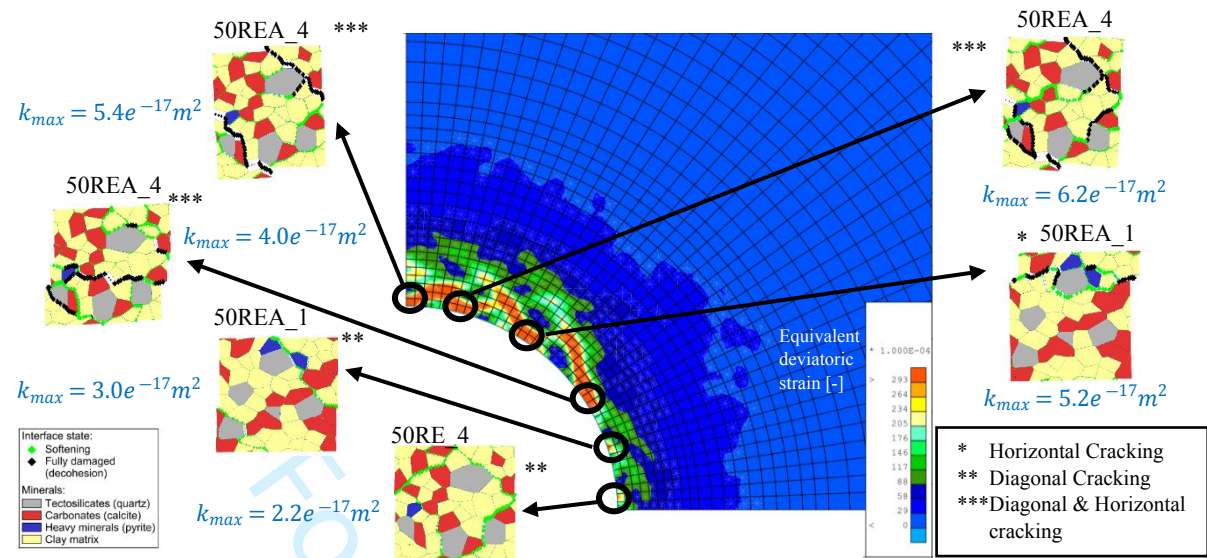 50REA_4 ***
k_max = 5.4e^{-17}m^2
50REA_4 ***
k_max = 4.0e^{-17}m^2
50REA_1
**
k_max = 3.0e^{-17}m^2
50RE_4
**
k_max = 2.2e^{-17}m^2
Interface state:
Softening
Fully damaged
(decohesion)
Minerals:
Tectosilicates (quartz)
Carbonates (calcite)
Heavy minerals (pyrite)
Clay matrix
FO
50REA_4
***
k_max = 6.2e^{-17}m^2
* 50REA_1
k_max = 5.2e^{-17}m^2
Equivalent
deviatoric
strain [-]
* 1.000E-04
>
293
264
234
205
176
146
117
88
58
29
< 0
* Horizontal Cracking
** Diagonal Cracking
***Diagonal & Horizontal
cracking